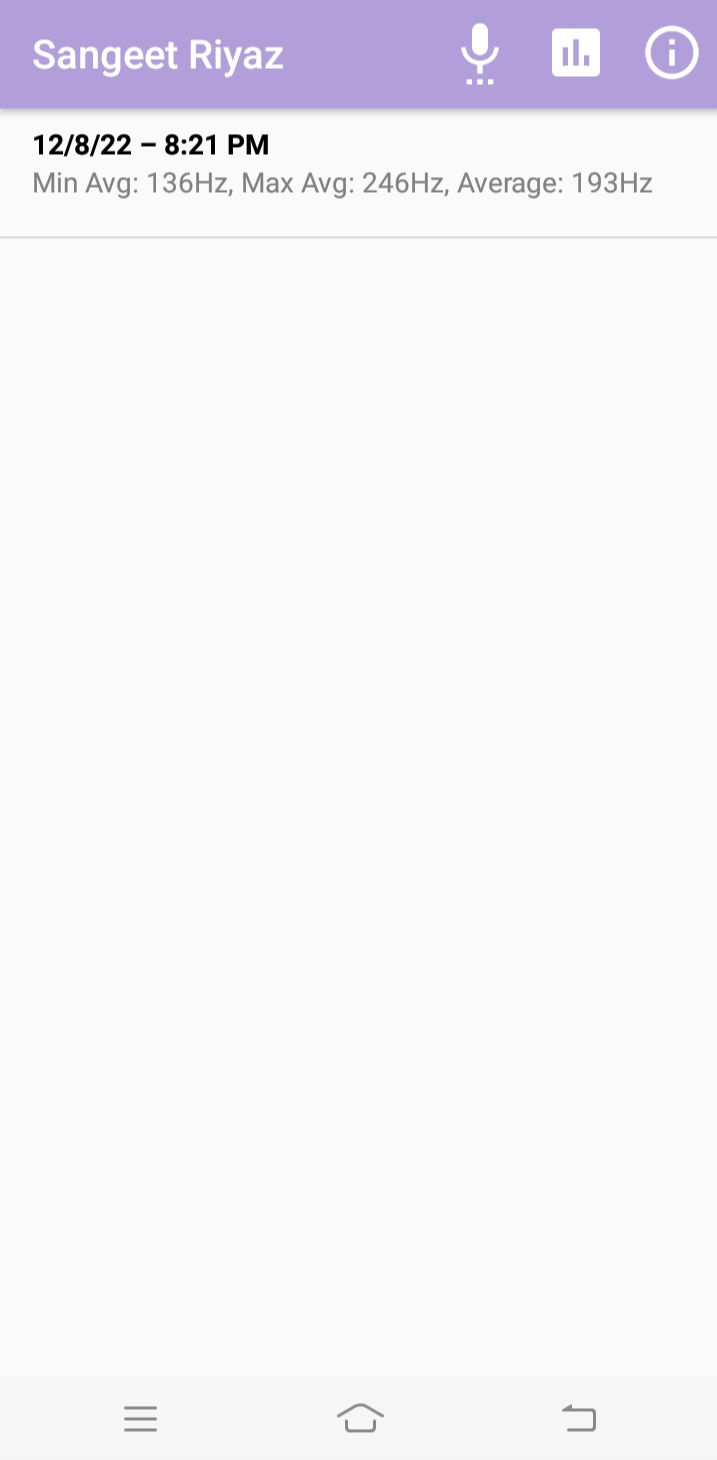 Sangeet Riyaz
12/8/22 – 8:21 PM
Min Avg: 136Hz, Max Avg: 246Hz, Average: 193Hz